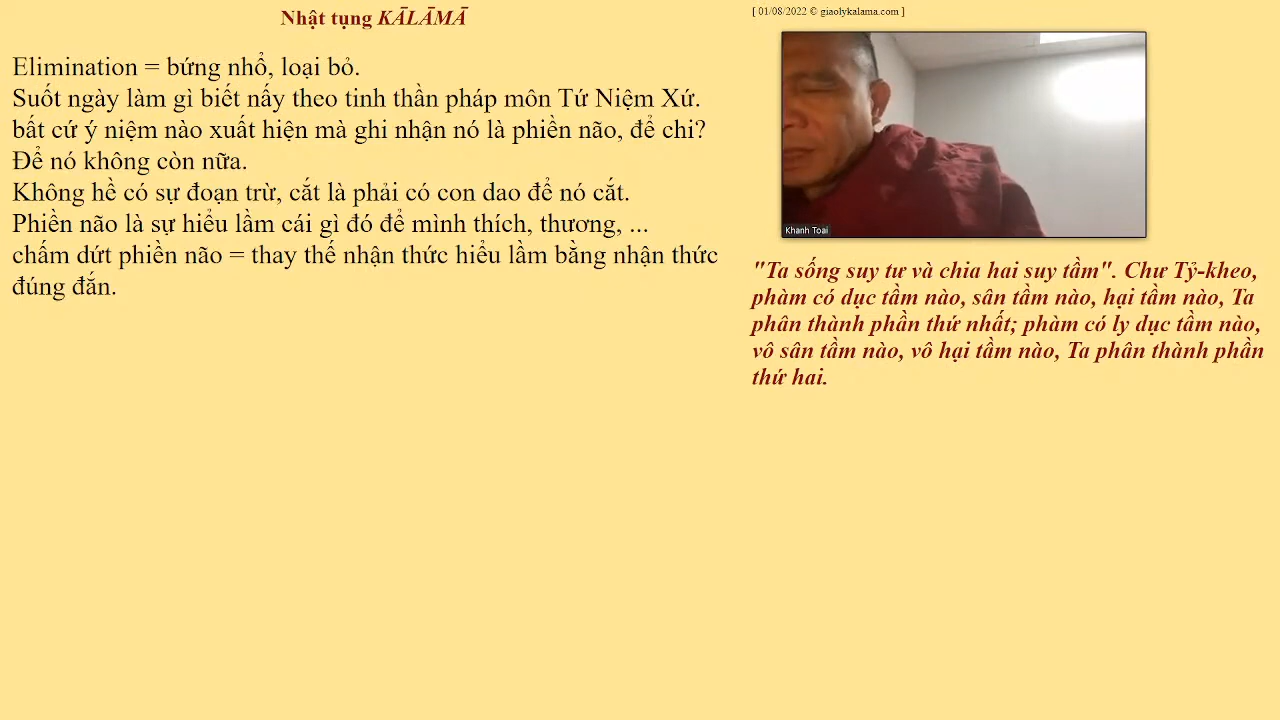 Nhật tụng KĀLĀMĀ
Elimination = bứng nhổ, loại bỏ.
Suốt ngày làm gì biết nấy theo tinh thần pháp môn Tứ Niệm Xứ.
bất cứ ý niệm nào xuất hiện mà ghi nhận nó là phiền não, để chi?
Để nó không còn nữa.
Không hề có sự đoạn trừ, cắt là phải có con dao để nó cắt.
Phiền não là sự hiểu lầm cái gì đó để mình thích, thương, ...
chấm dứt phiền não = thay thế nhận thức hiểu lầm bằng nhận thức
đúng đắn.
[ 01/08/2022 © giaolykalama.com ]
Khanh Toai
"Ta sống suy tư và chia hai suy tầm". Chư Tỷ-kheo,
phàm có dục tầm nào, sân tầm nào, hại tầm nào, Ta
phân thành phần thứ nhất; phàm có ly dục tầm nào,
vô sân tầm nào, vô hại tầm nào, Ta phân thành phần
thứ hai.